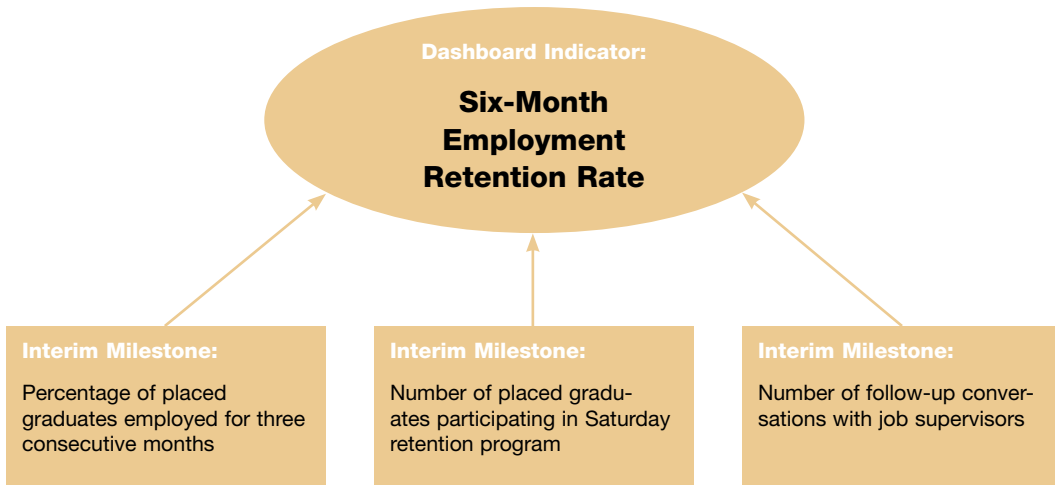 Dashboard Indicator:
Six-Month
Employment
Retention Rate
Interim Milestone:
Percentage of placed
graduates employed for three
consecutive months
Interim Milestone:
Number of placed gradu-
ates participating in Saturday
retention program
Interim Milestone:
Number of follow-up conver-
sations with job supervisors